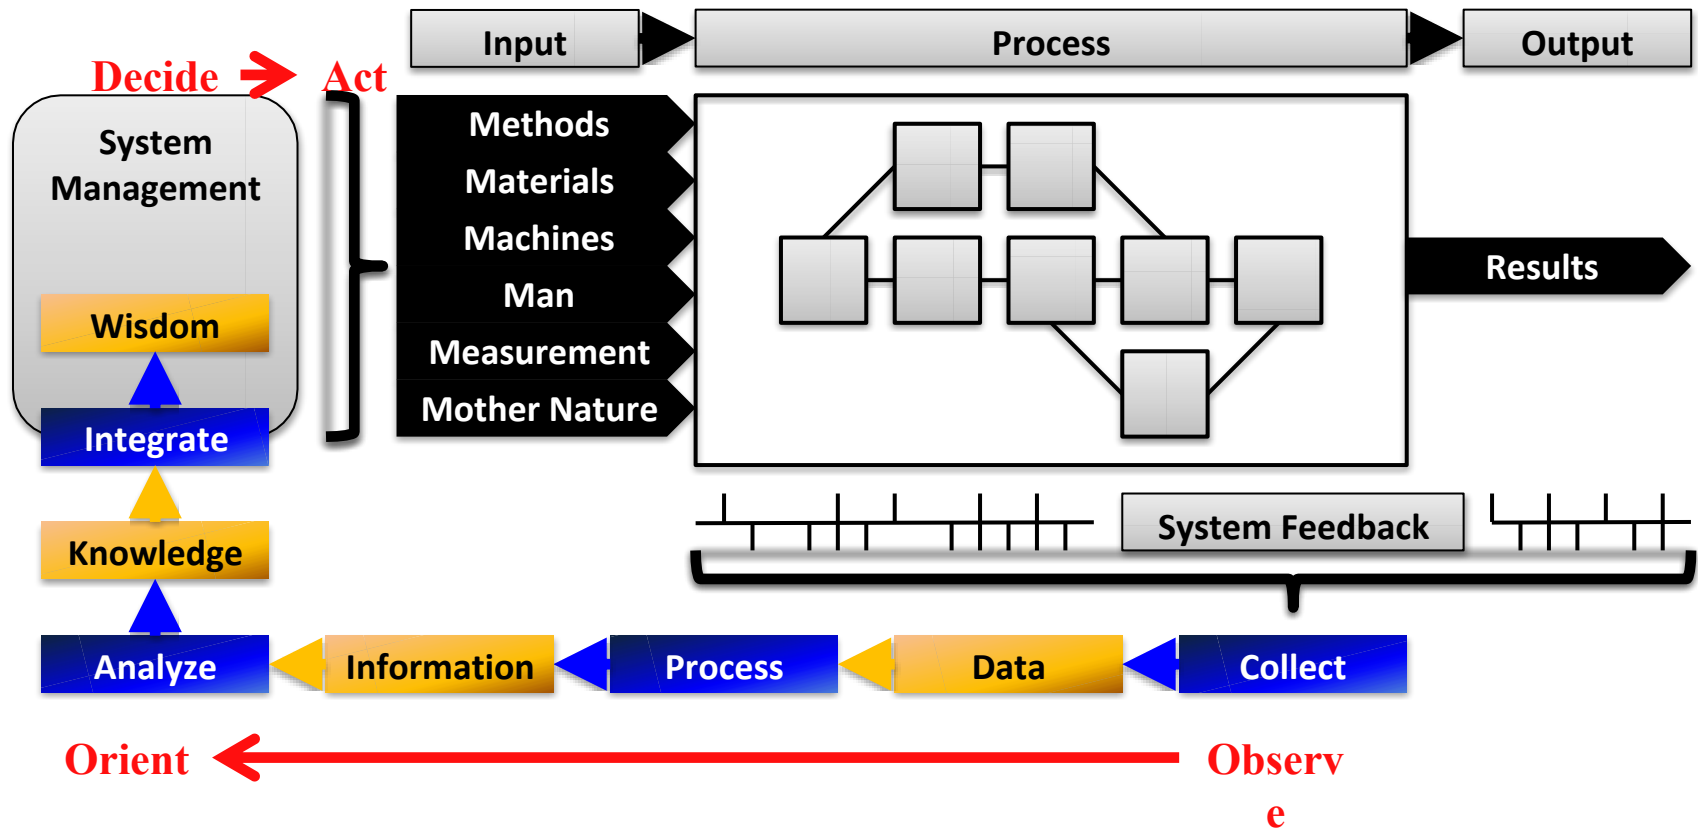 Input
Process
Output
Decide
Act
System
Management
Methods
Materials
Machines
Man
Measurement
Mother Nature
Results
Wisdom
Integrate
Knowledge
System Feedback
Analyze
Information
Process
Data
Collect
Orient
Observ
e